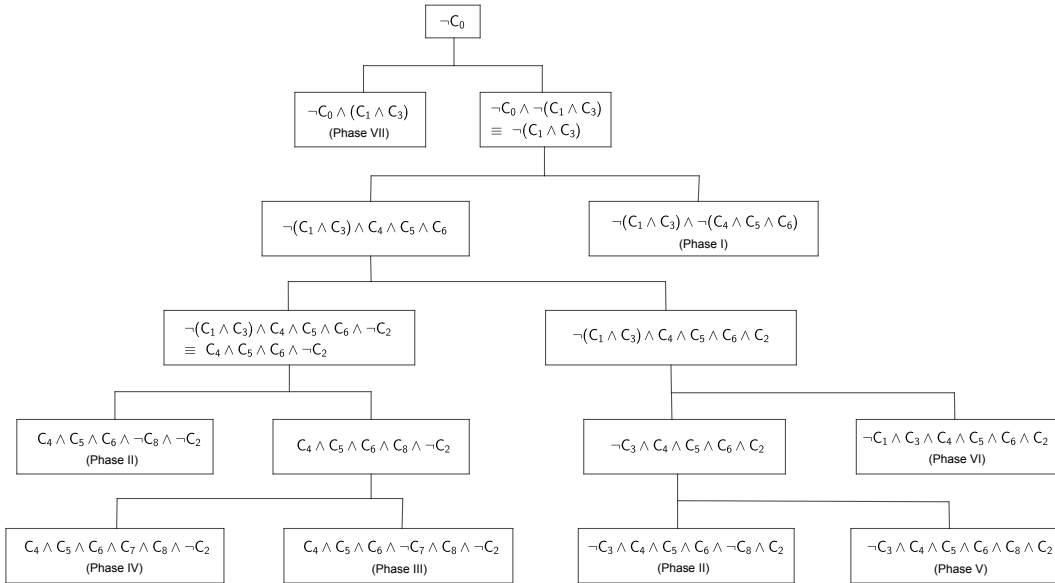 ¬C₀
¬C₀ ∧ (C₁ ∧ C₃)
(Phase VII)
¬C₀ ∧ ¬(C₁ ∧ C₃)
≡ ¬(C₁ ∧ C₃)
¬(C₁ ∧ C₃) ∧ C₄ ∧ C₅ ∧ C₆
¬(C₁ ∧ C₃) ∧ ¬(C₄ ∧ C₅ ∧ C₆)
(Phase I)
¬(C₁ ∧ C₃) ∧ C₄ ∧ C₅ ∧ C₆ ∧ ¬C₂
≡ C₄ ∧ C₅ ∧ C₆ ∧ ¬C₂
¬(C₁ ∧ C₃) ∧ C₄ ∧ C₅ ∧ C₆ ∧ C₂
C₄ ∧ C₅ ∧ C₆ ∧ ¬C₈ ∧ ¬C₂
(Phase II)
C₄ ∧ C₅ ∧ C₆ ∧ C₈ ∧ ¬C₂
¬C₃ ∧ C₄ ∧ C₅ ∧ C₆ ∧ C₂
¬C₁ ∧ C₃ ∧ C₄ ∧ C₅ ∧ C₆ ∧ C₂
(Phase VI)
C₄ ∧ C₅ ∧ C₆ ∧ C₇ ∧ C₈ ∧ ¬C₂
(Phase IV)
C₄ ∧ C₅ ∧ C₆ ∧ ¬C₇ ∧ C₈ ∧ ¬C₂
(Phase III)
¬C₃ ∧ C₄ ∧ C₅ ∧ C₆ ∧ ¬C₈ ∧ C₂
(Phase II)
¬C₃ ∧ C₄ ∧ C₅ ∧ C₆ ∧ C₈ ∧ C₂
(Phase V)